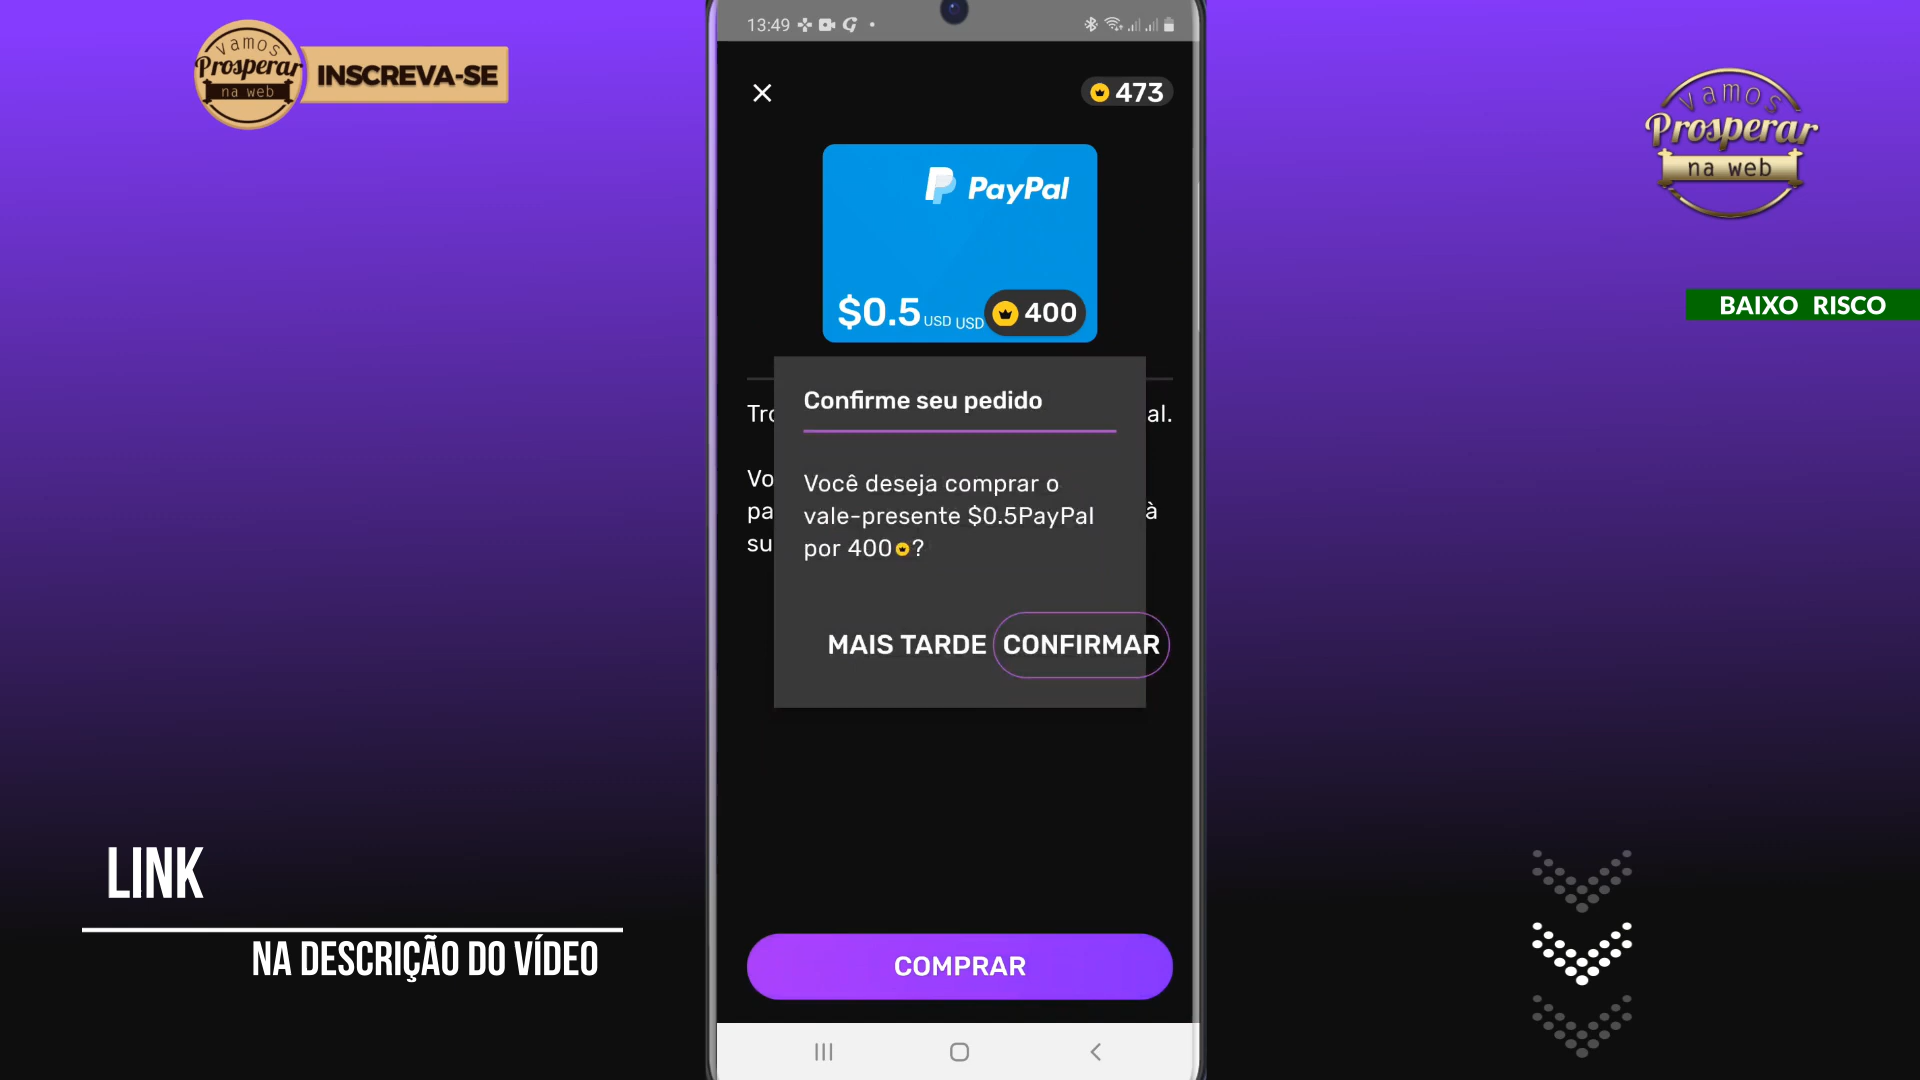 vamos
Prosperar
na web
INSCREVA-SE
13:49
473
vamos
Prosperar
na web
PayPal
$0.5 USD USD 400
BAIXO RISCO
Confirme seu pedido
Tro
al.
Você deseja comprar o
Vo
vale-presente $0.5PayPal
pa
à
por 400?
su
MAIS TARDE CONFIRMAR
LINK
NA DESCRIÇÃO DO VÍDEO
COMPRAR